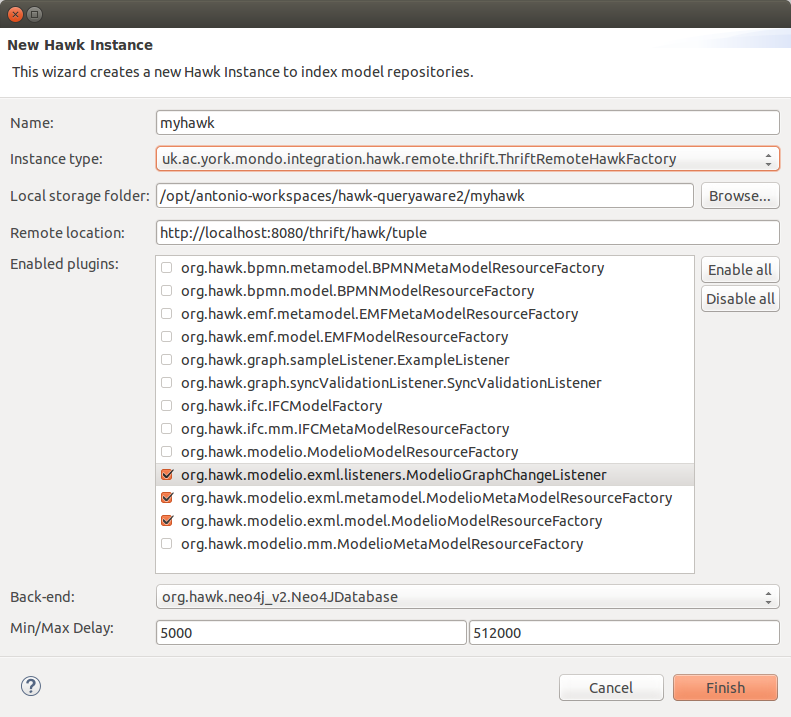 New Hawk Instance
This wizard creates a new Hawk Instance to index model repositories.
Name: myhawk
Instance type: uk.ac.york.mondo.integration.hawk.remote.thrift.ThriftRemoteHawkFactory
Local storage folder: /opt/antonio-workspaces/hawk-queryaware2/myhawk Browse...
Remote location: http://localhost:8080/thrift/hawk/tuple
Enabled plugins:
org.hawk.bpmn.metamodel.BPMNMetaModelResourceFactory
org.hawk.bpmn.model.BPMNModelResourceFactory
org.hawk.emf.metamodel.EMFMetaModelResourceFactory
org.hawk.emf.model.EMFModelResourceFactory
org.hawk.graph.sampleListener.ExampleListener
org.hawk.graph.syncValidationListener.SyncValidationListener
org.hawk.ifc.IFCModelFactory
org.hawk.ifc.mm.IFCMetaModelResourceFactory
org.hawk.modelio.ModelioModelResourceFactory
org.hawk.modelio.exml.listeners.ModelioGraphChangeListener
org.hawk.modelio.exml.metamodel.ModelioMetaModelResourceFactory
org.hawk.modelio.exml.model.ModelioModelResourceFactory
org.hawk.modelio.mm.ModelioMetaModelResourceFactory
Enable all
Disable all
Back-end: org.hawk.neo4j_v2.Neo4JDatabase
Min/Max Delay: 5000 512000
? Cancel Finish